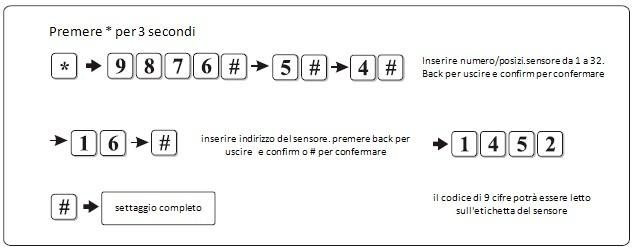 Premere * per 3 secondi
* 9 8 7 6 # 5 # 4 #
Inserire numero/posizi.sensore da 1 a 32.
Back per uscire e confirm per confermare
1 6 #
inserire indirizzo del sensore. premere back per
uscire e confirm o # per confermare
1 4 5 2
# settaggio completo
il codice di 9 cifre potrà essere letto
sull'etichetta del sensore